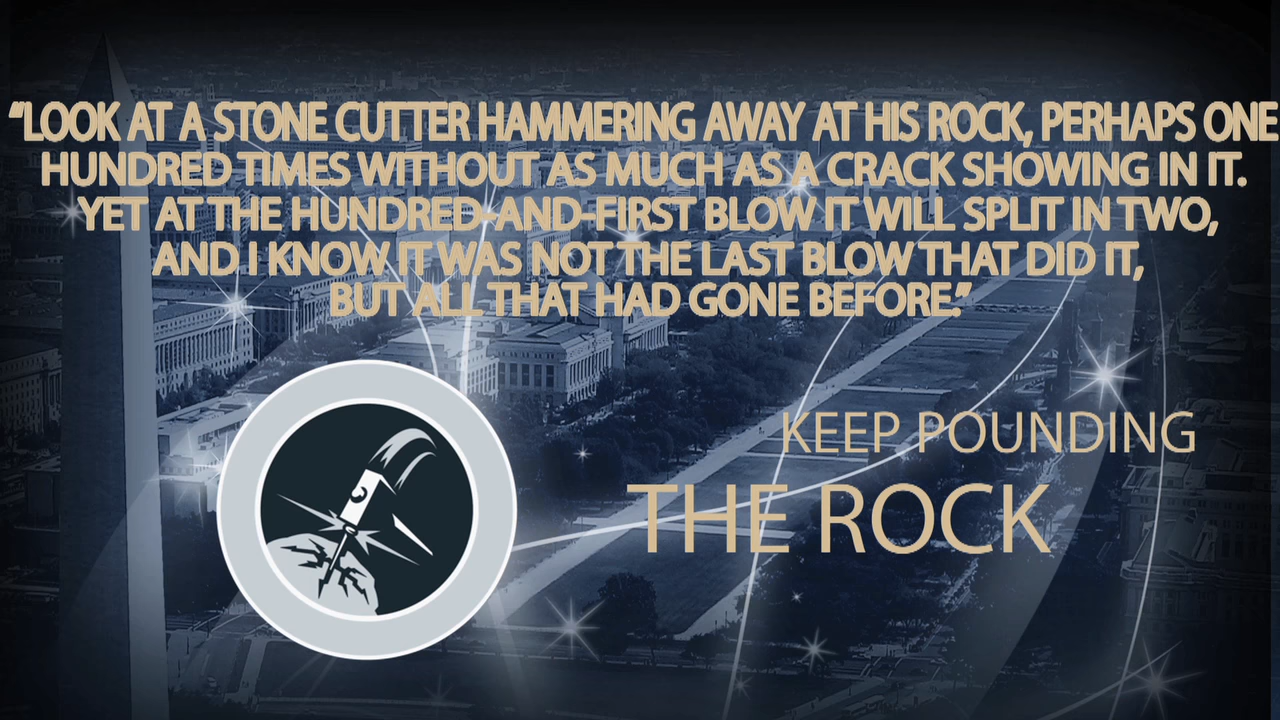 “LOOK AT A STONE CUTTER HAMMERING AWAY AT HIS ROCK, PERHAPS ONE
HUNDRED TIMES WITHOUT AS MUCH AS A CRACK SHOWING IN IT.
YET AT THE HUNDRED-AND-FIRST BLOW IT WILL SPLIT IN TWO,
AND I KNOW IT WAS NOT THE LAST BLOW THAT DID IT,
BUT ALL THAT HAD GONE BEFORE.”
KEEP POUNDING
THE ROCK